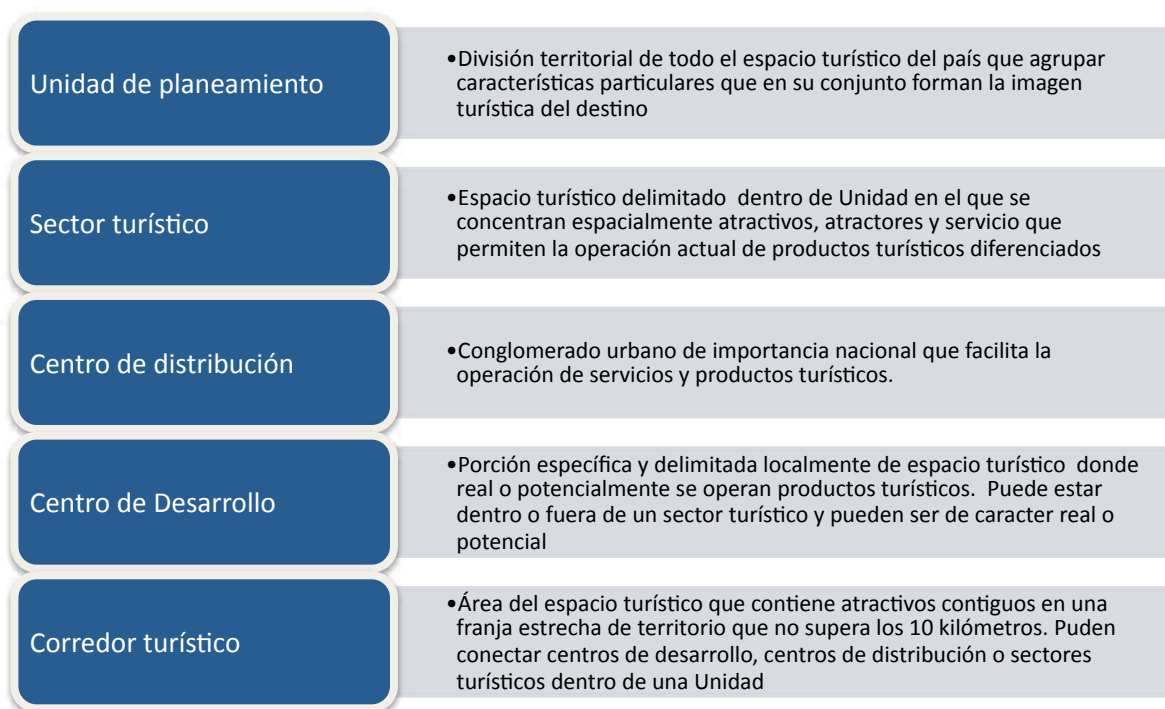 Unidad de planeamiento
•División territorial de todo el espacio turístico del país que agrupar
características particulares que en su conjunto forman la imagen
turística del destino
Sector turístico
•Espacio turístico delimitado dentro de Unidad en el que se
concentran espacialmente atractivos, atractores y servicio que
permiten la operación actual de productos turísticos diferenciados
Centro de distribución
•Conglomerado urbano de importancia nacional que facilita la
operación de servicios y productos turísticos.
Centro de Desarrollo
•Porción específica y delimitada localmente de espacio turístico donde
real o potencialmente se operan productos turísticos. Puede estar
dentro o fuera de un sector turístico y pueden ser de caracter real o
potencial
Corredor turístico
•Área del espacio turístico que contiene atractivos contiguos en una
franja estrecha de territorio que no supera los 10 kilómetros. Puden
conectar centros de desarrollo, centros de distribución o sectores
turísticos dentro de una Unidad